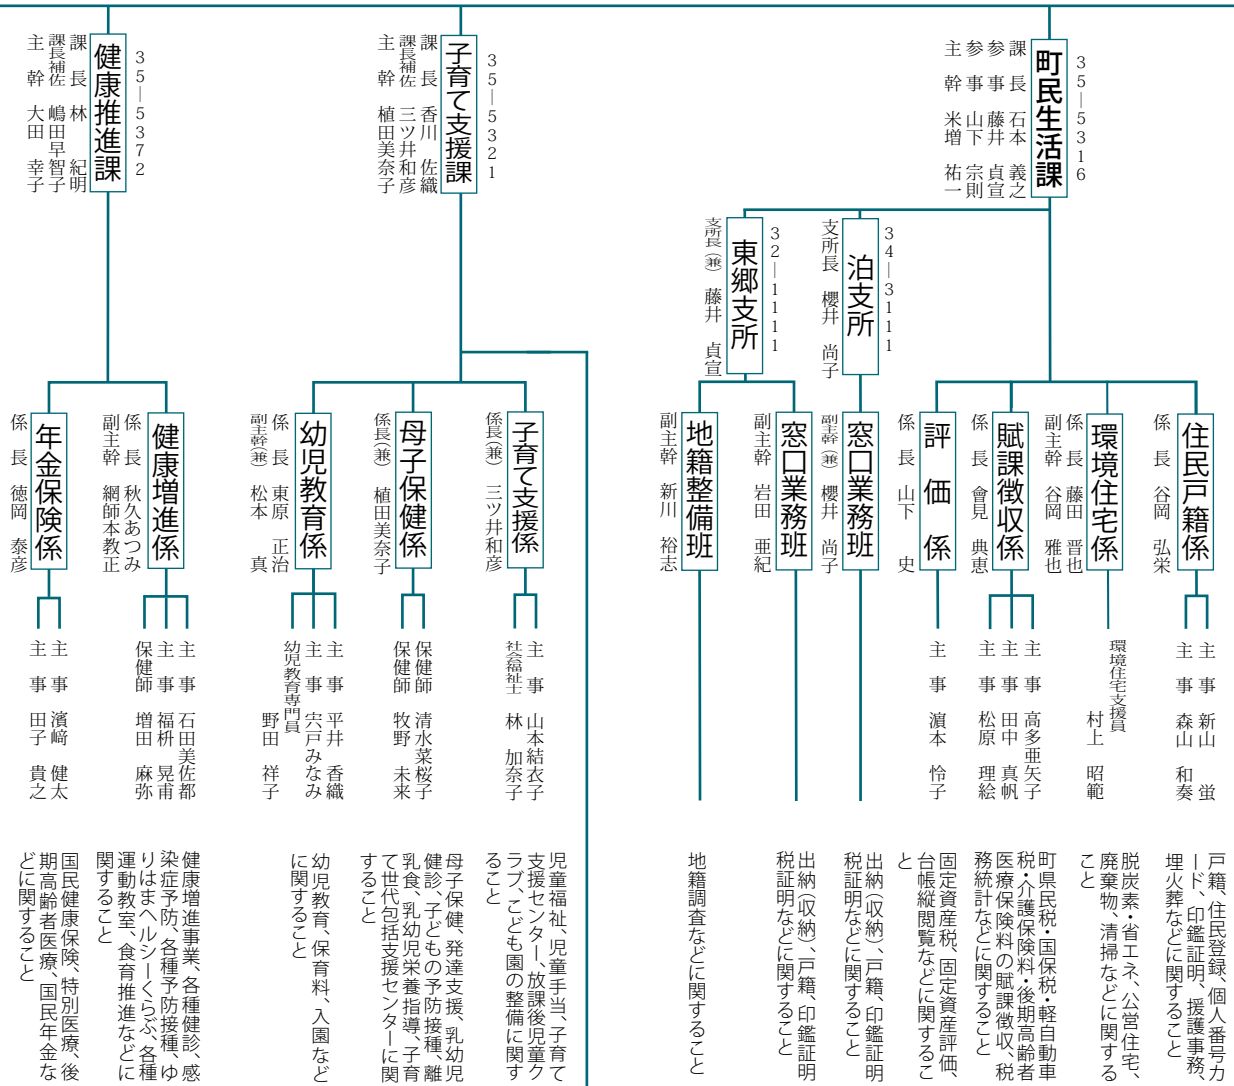 35―5316
町民生活課
課長 石本 義之
参事 藤井 貞宣
参事 山下 宗則
主幹 米増 祐一
34―3111
泊支所
支所長 櫻井 尚子
32―1111
東郷支所
支所長(兼) 藤井 貞宣
住民戸籍係
係長 谷岡 弘栄
主事 新山 蛍
主事 森山 和奏
戸籍、住民登録、個人番号カ
ード、印鑑証明、援護事務、
埋火葬などに関すること
環境住宅係
係長 藤田 晋也
副主幹 谷岡 雅也
環境住宅支援員
村上 昭範
脱炭素・省エネ、公営住宅、
廃棄物、清掃などに関する
こと
賦課徴収係
係長 會見 典恵
主事 高多亜矢子
主事 田中 真帆
主事 松原 理絵
町県民税・国保税・軽自動車
税・介護保険料・後期高齢者
医療保険料の賦課徴収、税
務統計などに関すること
評価係
係長 山下 史
主事 濵本 怜子
固定資産税、固定資産評価、
台帳縦閲覧などに関するこ
と
窓口業務班
副主幹(兼) 櫻井 尚子
出納(収納)、戸籍、印鑑証明
税証明などに関すること
窓口業務班
副主幹 岩田 亜紀
出納(収納)、戸籍、印鑑証明
税証明などに関すること
地籍整備班
副主幹 新川 裕志
地籍調査などに関すること
35―5321
子育て支援課
課長 香川 佐織
課長補佐 三ツ井和彦
主幹 植田美奈子
子育て支援係
係長(兼) 三ツ井和彦
主事 山本結衣子
社会福祉士 林 加奈子
児童福祉、児童手当、子育て
支援センター、放課後児童ク
ラブ、こども園の整備に関す
ること
母子保健係
係長(兼) 植田美奈子
保健師 清水菜桜子
保健師 牧野 未来
母子保健、発達支援、乳幼児
健診、子どもの予防接種、離
乳食、乳幼児栄養指導、子育
て世代包括支援センターに関
すること
幼児教育係
係長 東原 正治
副主幹(兼) 松本 真
主事 平井 香織
主事 宍戸みなみ
幼児教育専門員
野田 祥子
幼児教育、保育料、入園など
に関すること
35―5372
健康推進課
課長 林 紀明
課長補佐 嶋田早智子
主幹 大田 幸子
健康増進係
係長 秋久あつみ
副主幹 網師本教正
主事 石田美佐都
主事 福枡 晃甫
保健師 増田 麻弥
健康増進事業、各種健診、感
染症予防、各種予防接種、ゆ
りはまヘルシーくらぶ、各種
運動教室、食育推進などに
関すること
年金保険係
係長 徳岡 泰彦
主事 濱﨑 健太
主事 田子 貴之
国民健康保険、特別医療、後
期高齢者医療、国民年金な
どに関すること